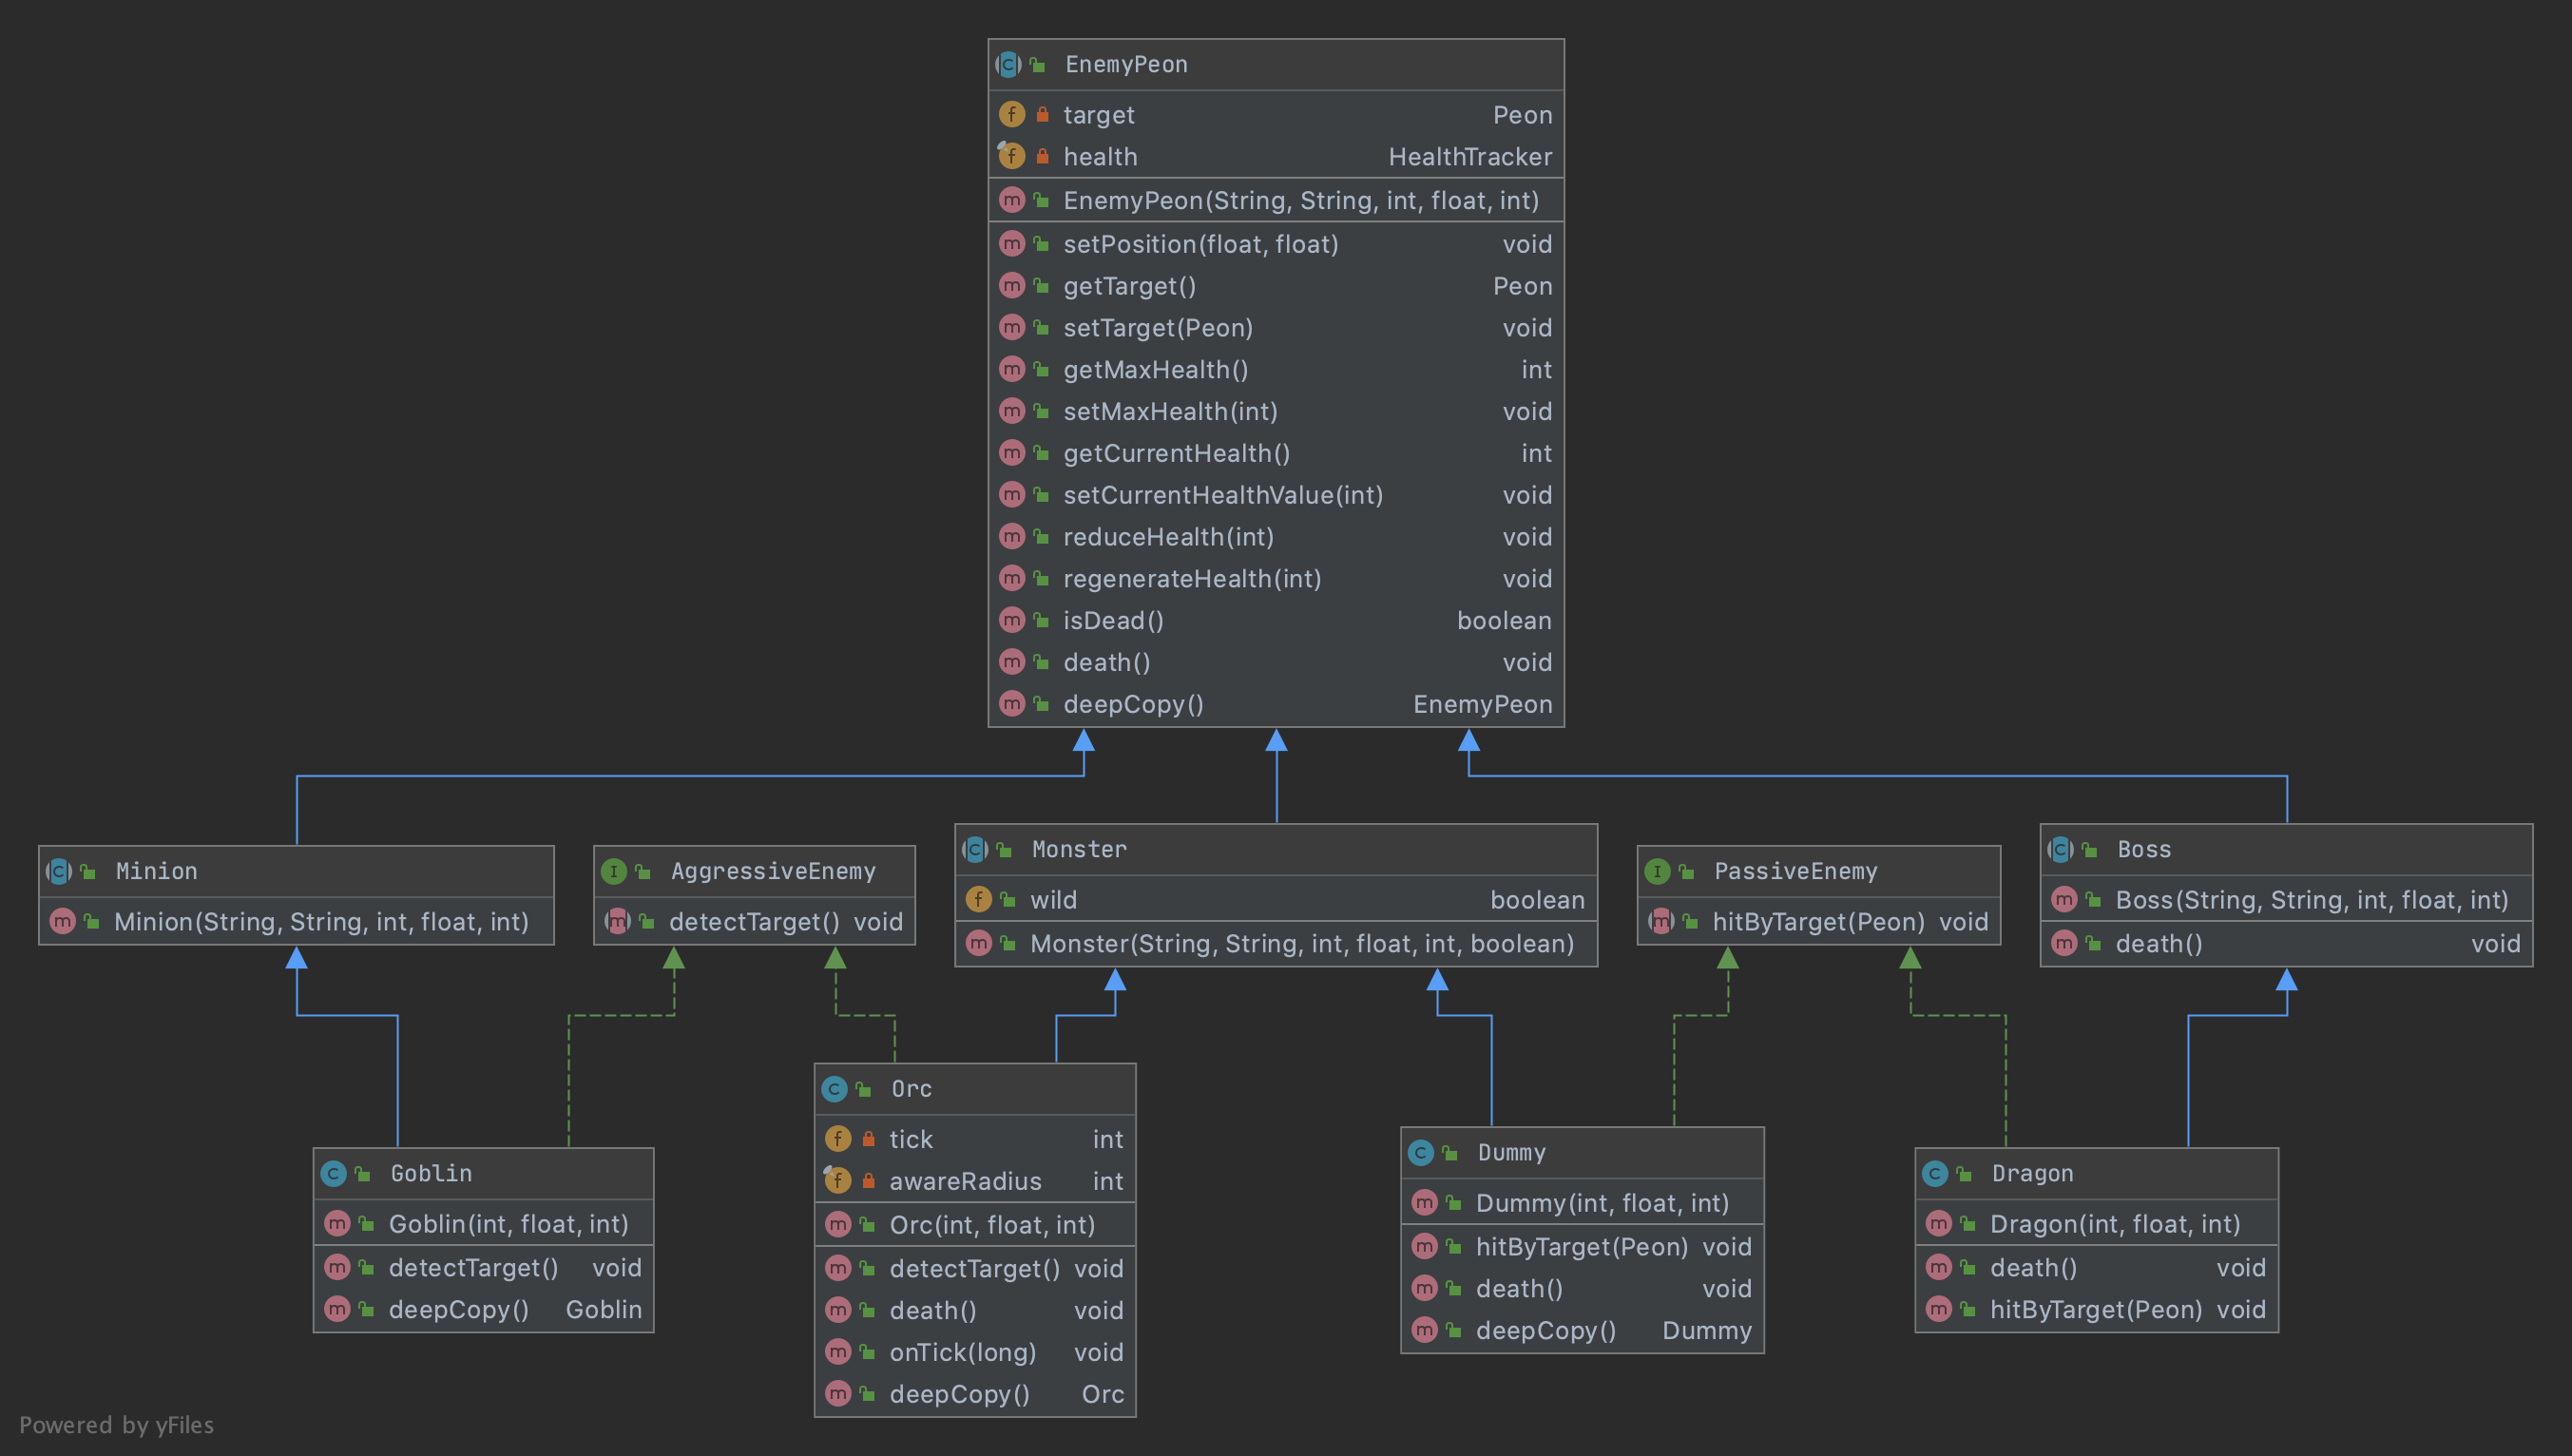 EnemyPeon
target Peon
health HealthTracker
EnemyPeon(String, String, int, float, int)
setPosition(float, float) void
getTarget() Peon
setTarget(Peon) void
getMaxHealth() int
setMaxHealth(int) void
getCurrentHealth() int
setCurrentHealthValue(int) void
reduceHealth(int) void
regenerateHealth(int) void
isDead() boolean
death() void
deepCopy() EnemyPeon
Minion
Minion(String, String, int, float, int)
AggressiveEnemy
detectTarget() void
Monster
wild boolean
Monster(String, String, int, float, int, boolean)
PassiveEnemy
hitByTarget(Peon) void
Boss
Boss(String, String, int, float, int)
death() void
Goblin
Goblin(int, float, int)
detectTarget() void
deepCopy() Goblin
Orc
tick int
awareRadius int
Orc(int, float, int)
detectTarget() void
death() void
onTick(long) void
deepCopy() Orc
Dummy
Dummy(int, float, int)
hitByTarget(Peon) void
death() void
deepCopy() Dummy
Dragon
Dragon(int, float, int)
death() void
hitByTarget(Peon) void
Powered by yFiles